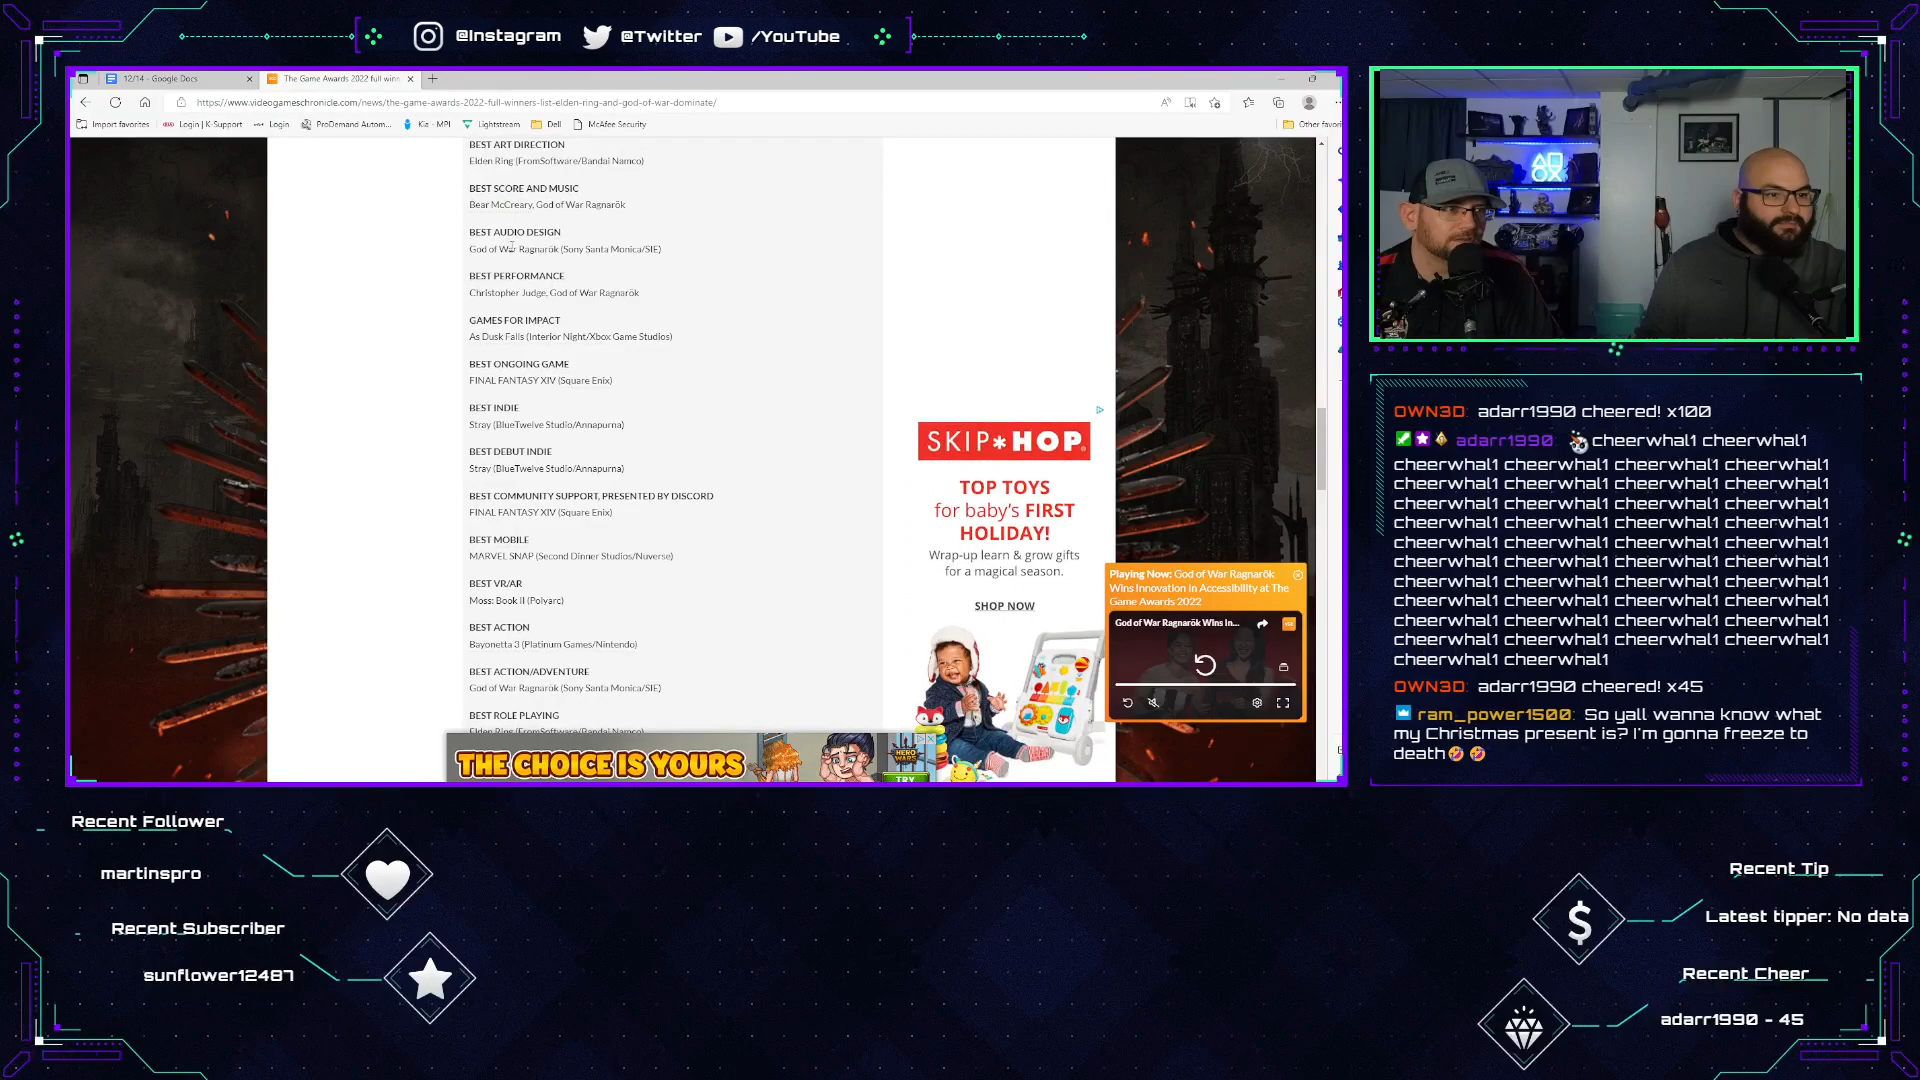 @Instagram @Twitter /YouTube
12/14 - Google Docs
The Game Awards 2022 full winn
https://www.videogameschronicle.com/news/the-game-awards-2022-full-winners-list-elden-ring-and-god-of-war-dominate/
Import favorites Login | K-Support Login ProDemand Autom... Kia - MPI Lightstream Dell McAfee Security Other favori
BEST ART DIRECTION
Elden Ring (FromSoftware/Bandai Namco)
BEST SCORE AND MUSIC
Bear McCreary, God of War Ragnarök
BEST AUDIO DESIGN
God of War Ragnarök (Sony Santa Monica/SIE)
BEST PERFORMANCE
Christopher Judge, God of War Ragnarök
GAMES FOR IMPACT
As Dusk Falls (Interior Night/Xbox Game Studios)
BEST ONGOING GAME
FINAL FANTASY XIV (Square Enix)
BEST INDIE
Stray (BlueTwelve Studio/Annapurna)
BEST DEBUT INDIE
Stray (BlueTwelve Studio/Annapurna)
BEST COMMUNITY SUPPORT, PRESENTED BY DISCORD
FINAL FANTASY XIV (Square Enix)
BEST MOBILE
MARVEL SNAP (Second Dinner Studios/Nuverse)
BEST VR/AR
Moss: Book II (Polyarc)
BEST ACTION
Bayonetta 3 (Platinum Games/Nintendo)
BEST ACTION/ADVENTURE
God of War Ragnarök (Sony Santa Monica/SIE)
BEST ROLE PLAYING
Elden Ring (FromSoftware/Bandai Namco)
SKIP*HOP.
TOP TOYS
for baby's FIRST
HOLIDAY!
Wrap-up learn & grow gifts
for a magical season.
SHOP NOW
Playing Now: God of War Ragnarök
Wins Innovation In Accessibility at The
Game Awards 2022
God of War Ragnarök Wins In...
THE CHOICE IS YOURS
HERO
WARS
TRY
OWN3D: adarr1990 cheered! x100
adarr1990: cheerwhal1 cheerwhal1
cheerwhal1 cheerwhal1 cheerwhal1 cheerwhal1
cheerwhal1 cheerwhal1 cheerwhal1 cheerwhal1
cheerwhal1 cheerwhal1 cheerwhal1 cheerwhal1
cheerwhal1 cheerwhal1 cheerwhal1 cheerwhal1
cheerwhal1 cheerwhal1 cheerwhal1 cheerwhal1
cheerwhal1 cheerwhal1 cheerwhal1 cheerwhal1
cheerwhal1 cheerwhal1 cheerwhal1 cheerwhal1
cheerwhal1 cheerwhal1 cheerwhal1 cheerwhal1
cheerwhal1 cheerwhal1 cheerwhal1 cheerwhal1
cheerwhal1 cheerwhal1 cheerwhal1 cheerwhal1
cheerwhal1 cheerwhal1
OWN3D: adarr1990 cheered! x45
ram_power1500: So yall wanna know what
my Christmas present is? I'm gonna freeze to
death🤣 🤣
Recent Follower
martinspro
Recent Subscriber
sunflower12487
Recent Tip
Latest tipper: No data
Recent Cheer
adarr1990 - 45